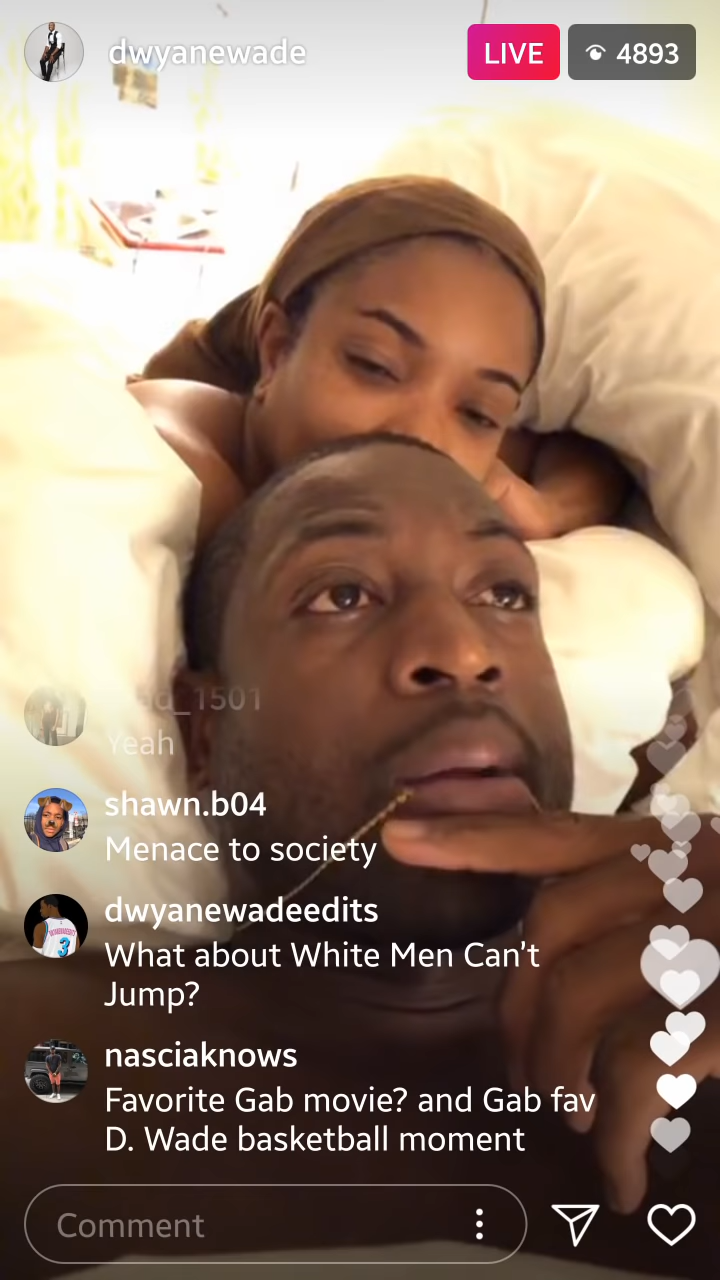 dwyanewade
LIVE
4893
Yeah
shawn.b04
Menace to society
dwyanewadeedits
What about White Men Can't
Jump?
nasciaknows
Favorite Gab movie? and Gab fav
D. Wade basketball moment
Comment